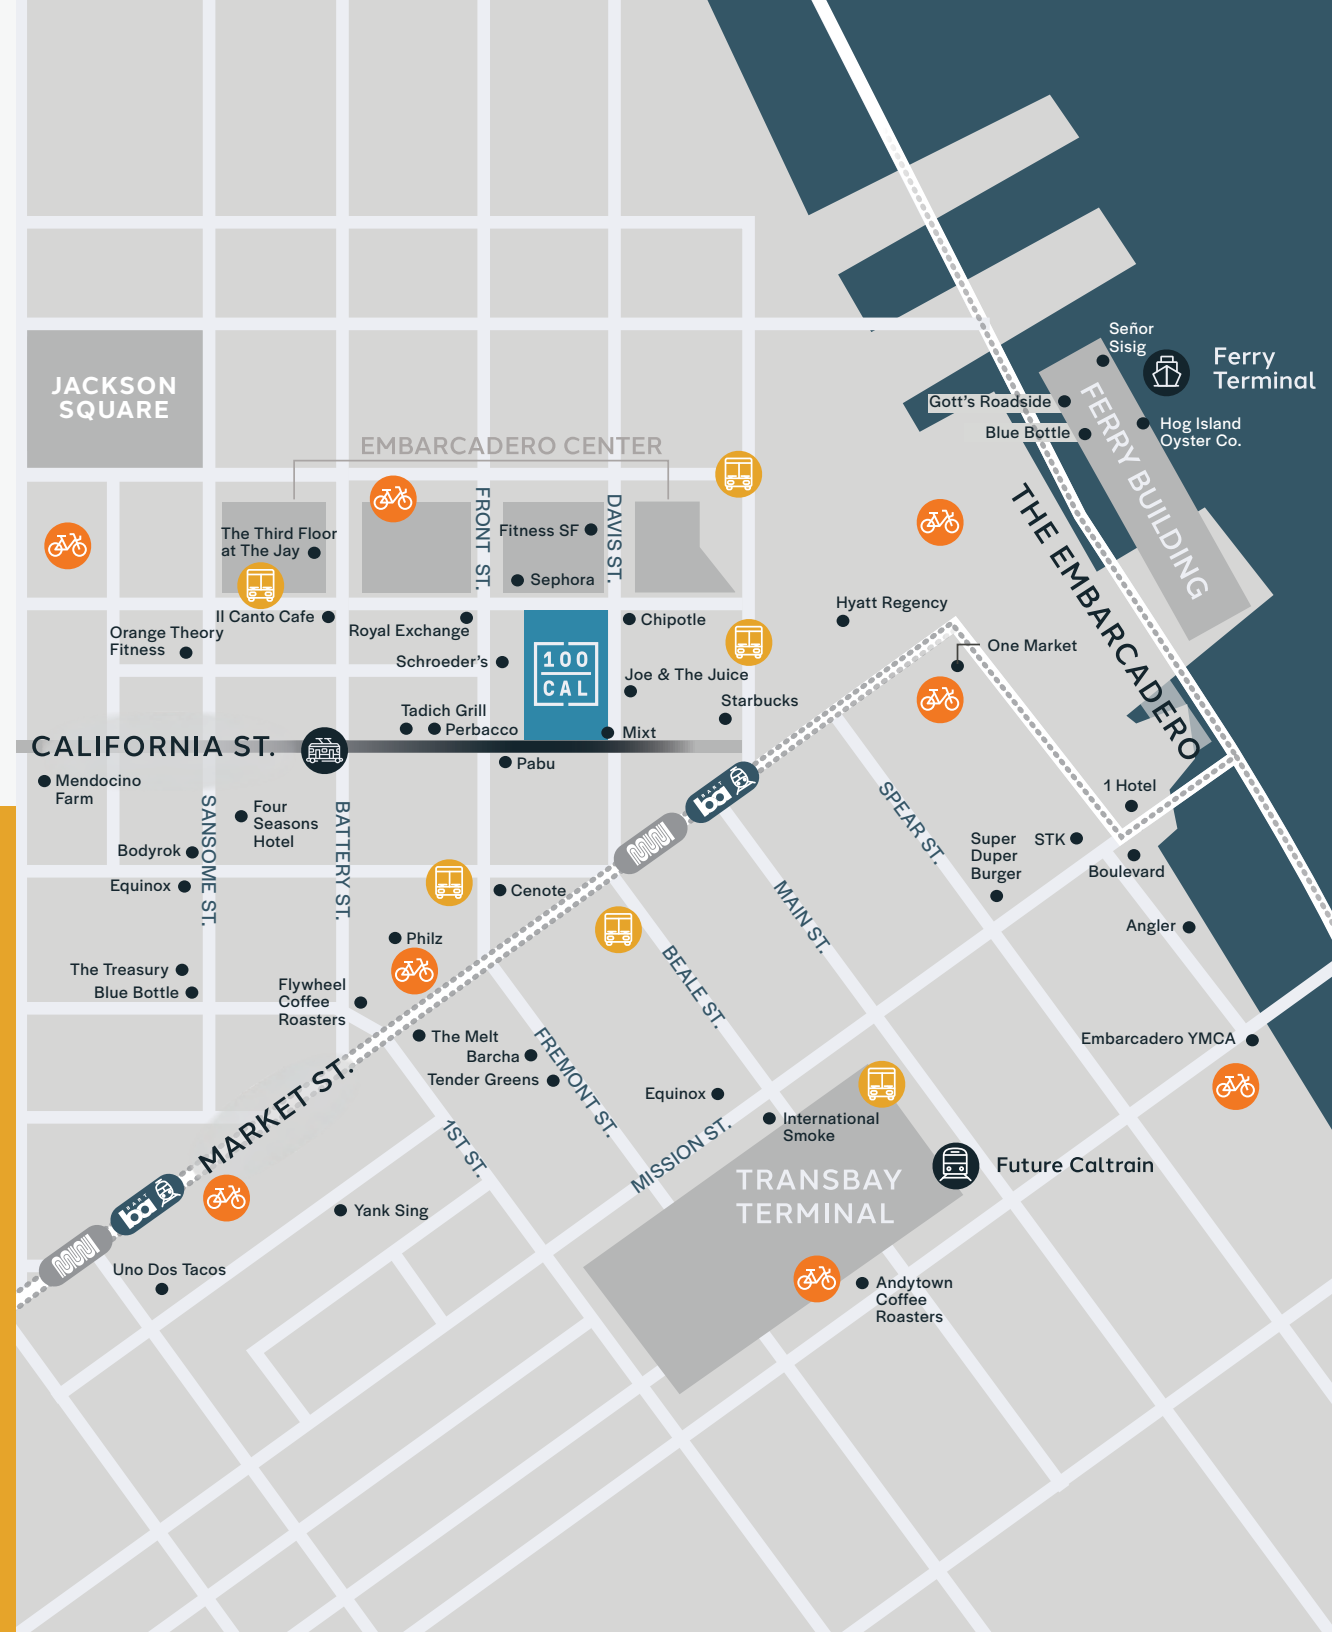 Señor
Sisig
Ferry
Terminal
JACKSON
SQUARE
Gott's Roadside
Blue Bottle
Hog Island
Oyster Co.
FERRY BUILDING
EMBARCADERO CENTER
FRONT ST.
DAVIS ST.
THE EMBARCADERO
The Third Floor
at The Jay
Fitness SF
Sephora
Il Canto Cafe
Orange Theory
Fitness
Royal Exchange
Chipotle
Hyatt Regency
One Market
Schroeder's
100
CAL
Joe & The Juice
Starbucks
Tadich Grill
Perbacco
Mixt
CALIFORNIA ST.
Pabu
Mendocino
Farm
Four
Seasons
Hotel
SANSOME ST.
BATTERY ST.
BART
ba
SPEAR ST.
1 Hotel
STK
Super
Duper
Burger
Boulevard
Bodyrok
Equinox
Cenote
MAIN ST.
Angler
Philz
BEALE ST.
The Treasury
Blue Bottle
Flywheel
Coffee
Roasters
The Melt
Barcha
Tender Greens
FREMONT ST.
Embarcadero YMCA
Equinox
International
Smoke
MARKET ST.
1ST ST.
MISSION ST.
TRANSBAY
TERMINAL
Future Caltrain
BART
ba
Yank Sing
Uno Dos Tacos
Andytown
Coffee
Roasters